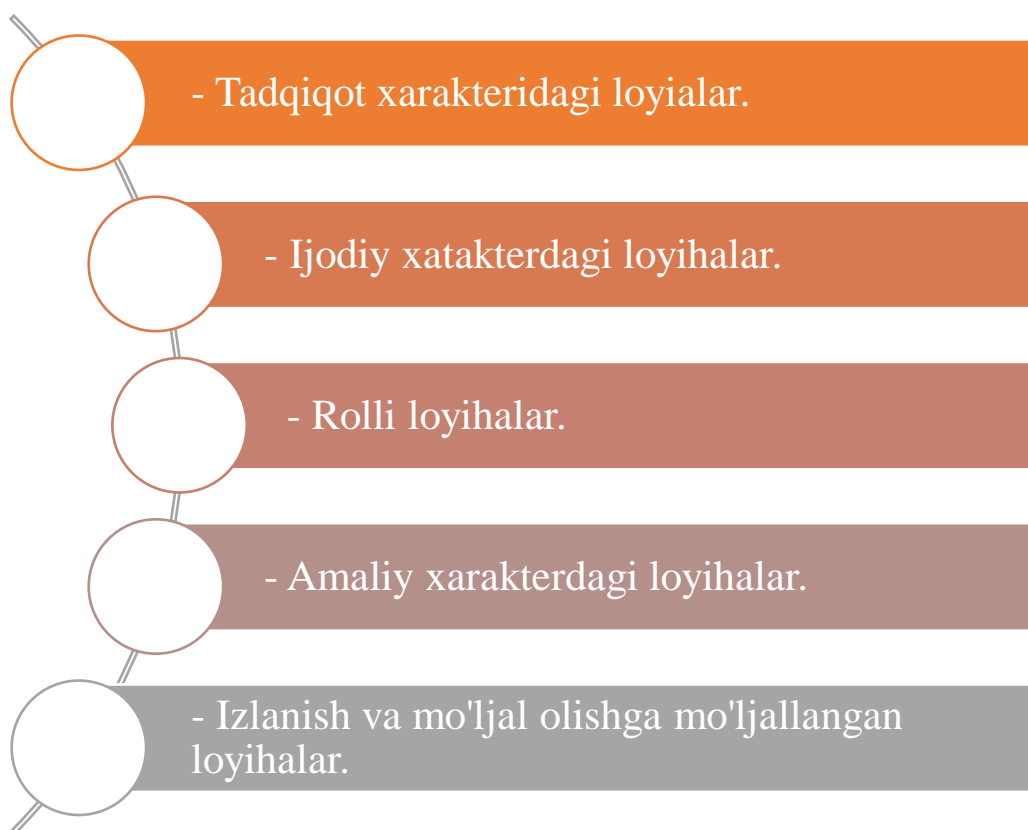 - Tadqiqot xarakteridagi loyialar.
- Ijodiy xatakterdagi loyihalar.
- Rolli loyihalar.
- Amaliy xarakterdagi loyihalar.
- Izlanish va mo'ljal olishga mo'ljallangan
loyihalar.